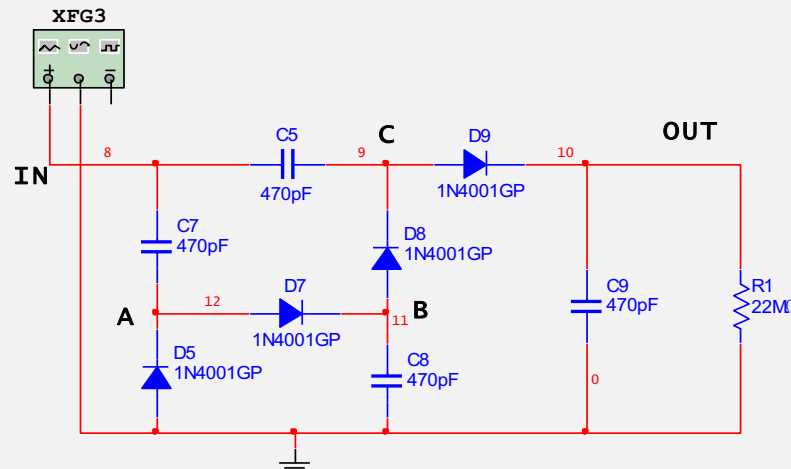 XFG3
IN
8
C5
470pF
9
C
D9
1N4001GP
10
OUT
C7
470pF
D8
1N4001GP
A
12
D7
1N4001GP
11
B
C9
470pF
R1
22M
D5
1N4001GP
C8
470pF
0